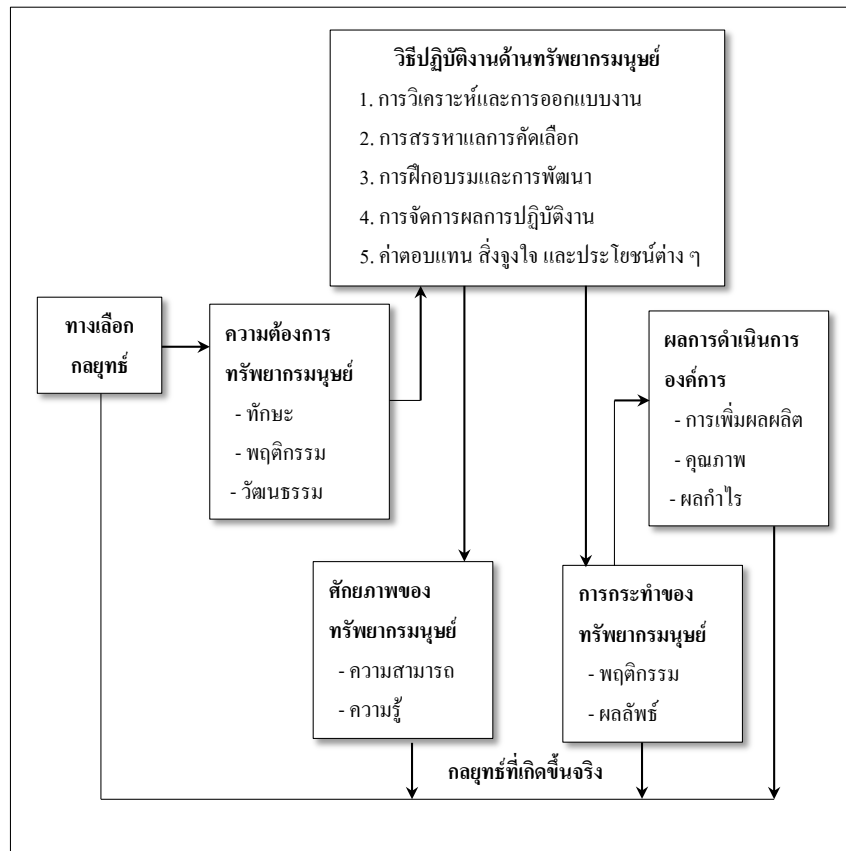 วิธีปฏิบัติงานด้านทรัพยากรมนุษย์
1. การวิเคราะห์และการออกแบบงาน
2. การสรรหาแลการคัดเลือก
3. การฝึกอบรมและการพัฒนา
4. การจัดการผลการปฏิบัติงาน
5. ค่าตอบแทน สิ่งจูงใจ และประโยชน์ต่าง ๆ
ทางเลือก
กลยุทธ์
ความต้องการ
ทรัพยากรมนุษย์
- ทักษะ
- พฤติกรรม
- วัฒนธรรม
ผลการดำเนินการ
องค์การ
- การเพิ่มผลผลิต
- คุณภาพ
- ผลกำไร
ศักยภาพของ
ทรัพยากรมนุษย์
- ความสามารถ
- ความรู้
การกระทำของ
ทรัพยากรมนุษย์
- พฤติกรรม
- ผลลัพธ์
กลยุทธ์ที่เกิดขึ้นจริง